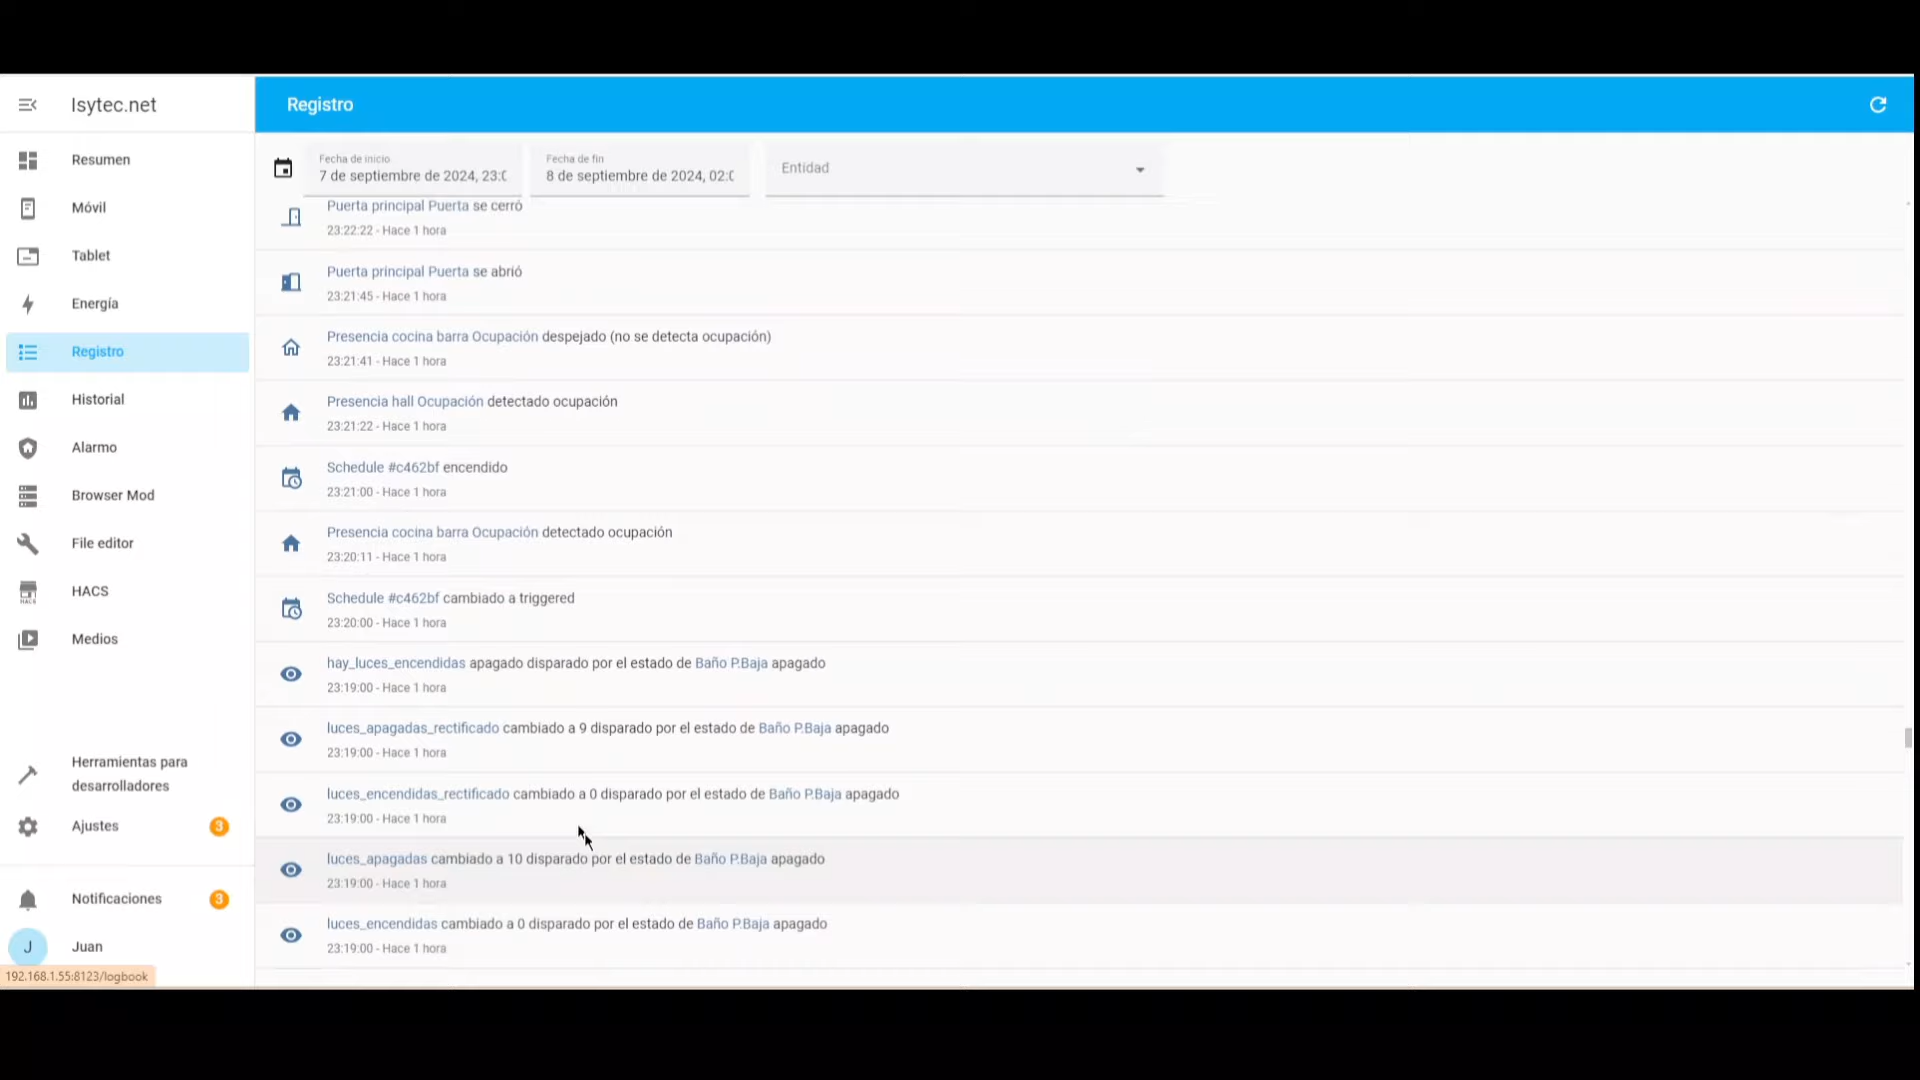 Isytec.net
Registro
Resumen
Móvil
Tablet
Energía
Registro
Historial
Alarmo
Browser Mod
File editor
HACS
HACS
Medios
Herramientas para
desarrolladores
Ajustes
3
Notificaciones
3
J
Juan
192.168.1.55:8123/logbook
Fecha de inicio
7 de septiembre de 2024, 23:0
Fecha de fin
8 de septiembre de 2024, 02:0
Entidad
Puerta principal Puerta se cerró
23:22:22 - Hace 1 hora
Puerta principal Puerta se abrió
23:21:45 - Hace 1 hora
Presencia cocina barra Ocupación despejado (no se detecta ocupación)
23:21:41 - Hace 1 hora
Presencia hall Ocupación detectado ocupación
23:21:22 - Hace 1 hora
Schedule #c462bf encendido
23:21:00 - Hace 1 hora
Presencia cocina barra Ocupación detectado ocupación
23:20:11 - Hace 1 hora
Schedule #c462bf cambiado a triggered
23:20:00 - Hace 1 hora
hay_luces_encendidas apagado disparado por el estado de Baño P.Baja apagado
23:19:00 - Hace 1 hora
luces_apagadas_rectificado cambiado a 9 disparado por el estado de Baño P.Baja apagado
23:19:00 - Hace 1 hora
luces_encendidas_rectificado cambiado a 0 disparado por el estado de Baño P.Baja apagado
23:19:00 - Hace 1 hora
luces_apagadas cambiado a 10 disparado por el estado de Baño P.Baja apagado
23:19:00 - Hace 1 hora
luces_encendidas cambiado a 0 disparado por el estado de Baño P.Baja apagado
23:19:00 - Hace 1 hora